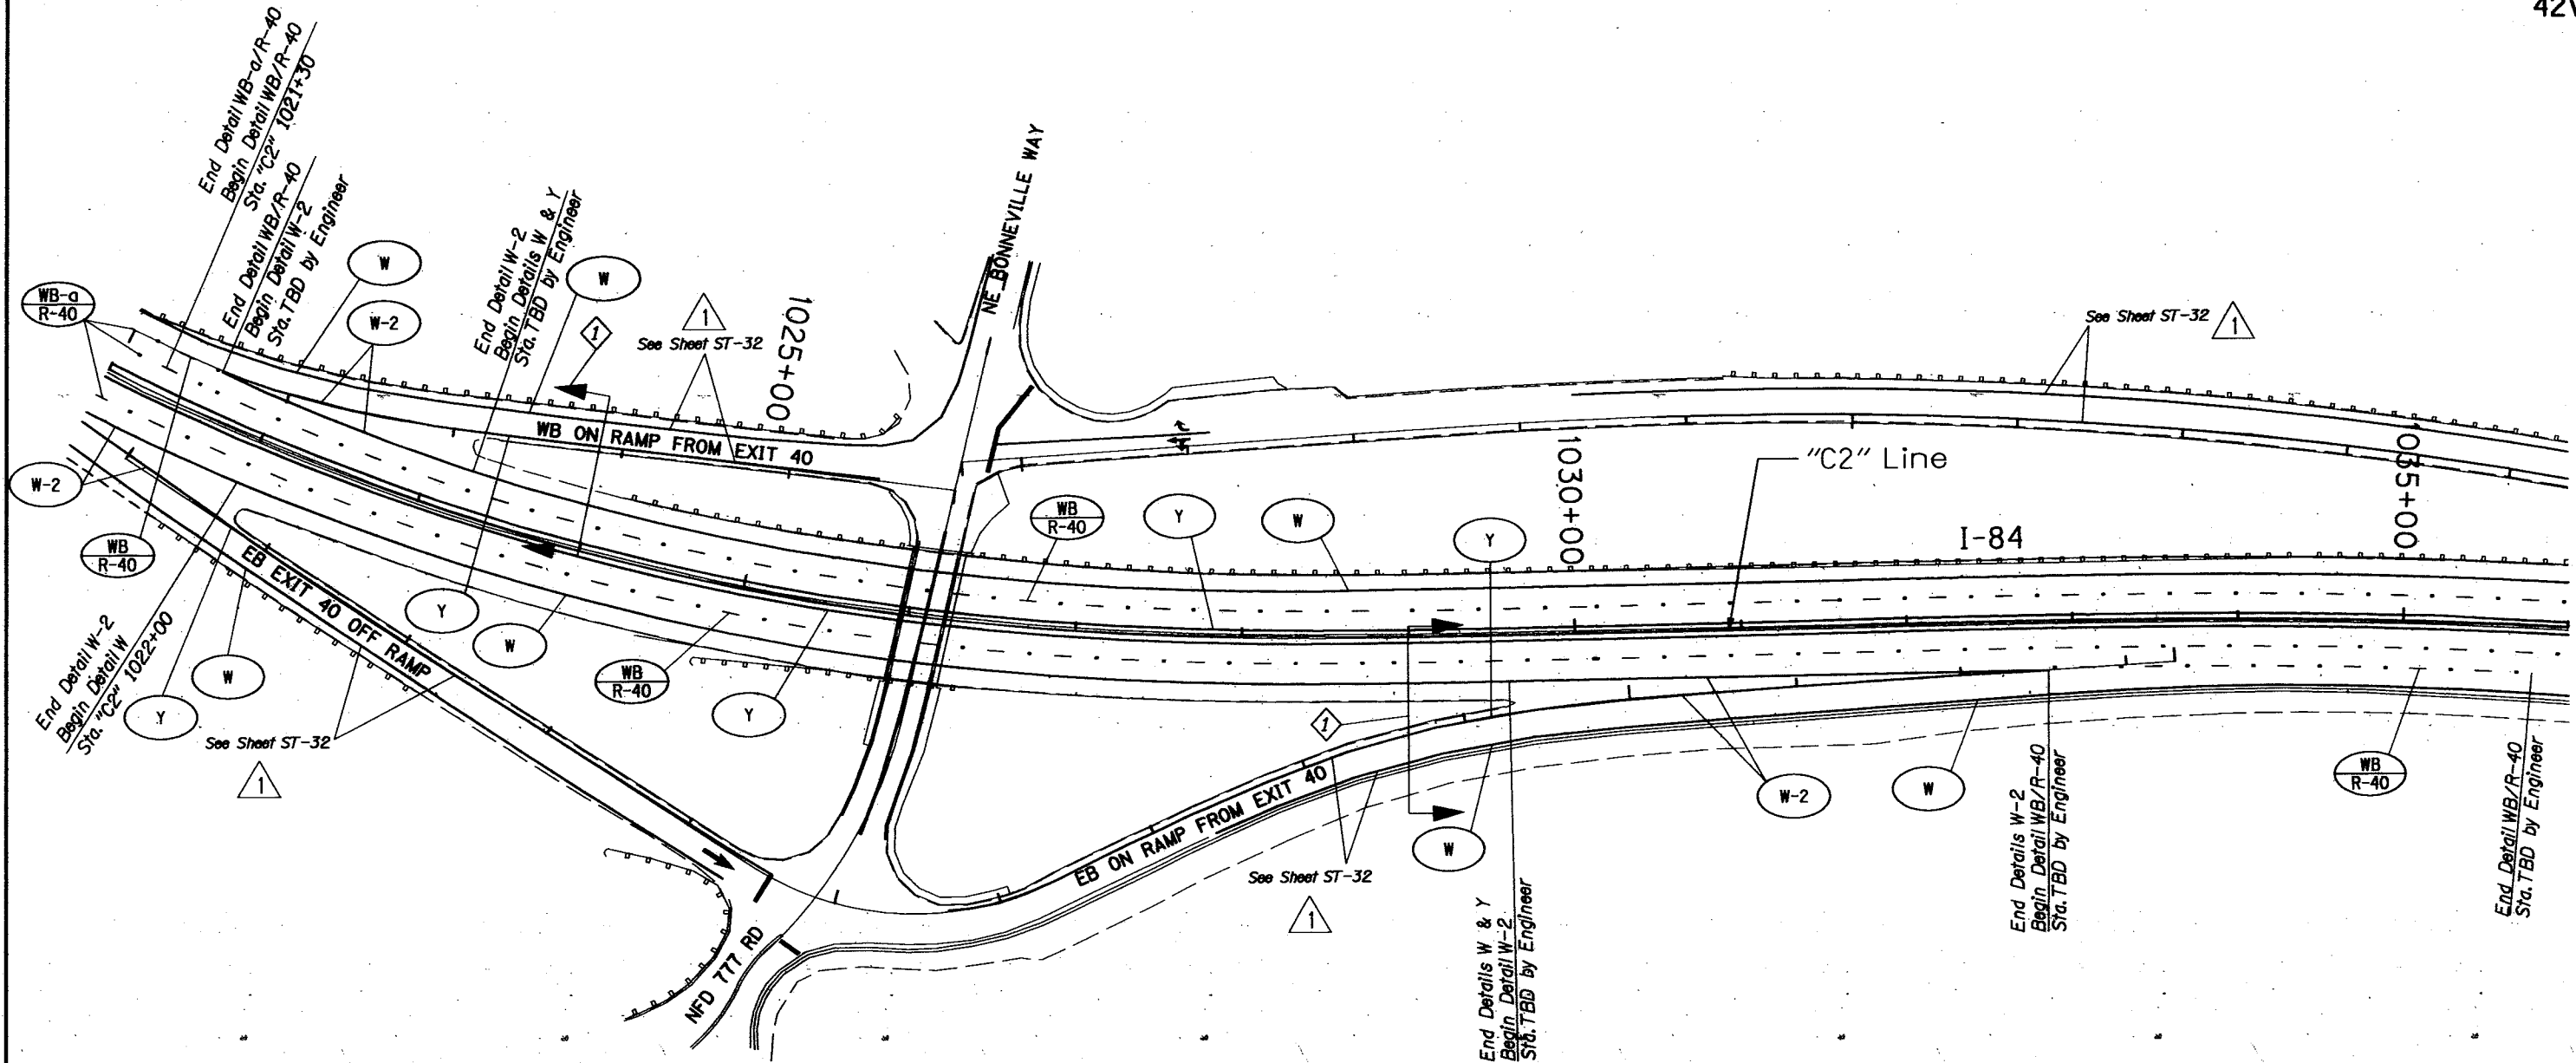 42V
End Detail WB-a/R-40
Begin Detail WB/R-40
Sta. "C2" 1021+30
End Detail WB/R-40
Begin Detail W-2
Sta. TBD by Engineer
W
W-2
WB-a
R-40
End Detail W-2
Begin Details W & Y
Sta. TBD by Engineer
W
1
1
See Sheet ST-32
1025+00
NE BONNEVILLE WAY
See Sheet ST-32
1
WB ON RAMP FROM EXIT 40
W-2
WB
R-40
End Detail W-2
Begin Detail W
Sta. "C2" 1022+00
Y
W
EB EXIT 40 OFF RAMP
See Sheet ST-32
1
Y
W
WB
R-40
Y
WB
R-40
Y
W
Y
1030+00
"C2" Line
I-84
1035+00
1
W
EB ON RAMP FROM EXIT 40
See Sheet ST-32
1
NFD 777 RD
End Details W & Y
Begin Detail W-2
Sta. TBD by Engineer
W-2
W
End Details W-2
Begin Detail WB/R-40
Sta. TBD by Engineer
WB
R-40
End Detail WB/R-40
Sta. TBD by Engineer